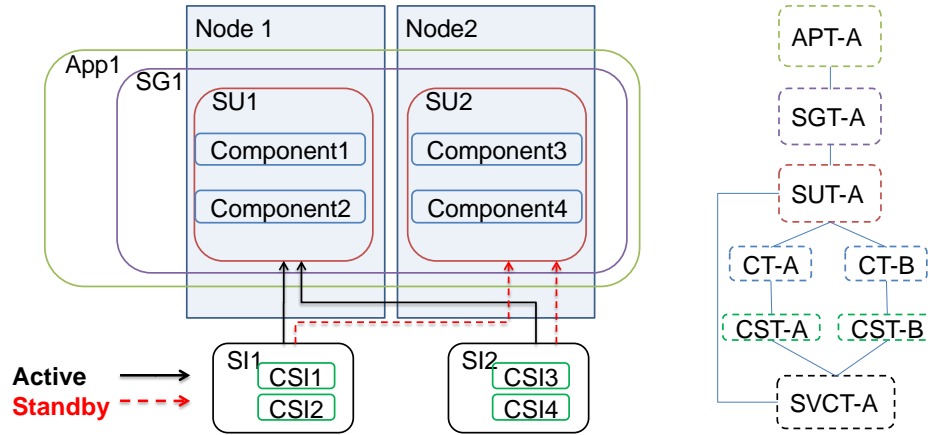 Node 1
Node2
App1
SG1
SU1
SU2
Component1
Component3
Component2
Component4
SI1
CSI1
CSI2
SI2
CSI3
CSI4
Active
Standby
APT-A
SGT-A
SUT-A
CT-A
CT-B
CST-A
CST-B
SVCT-A